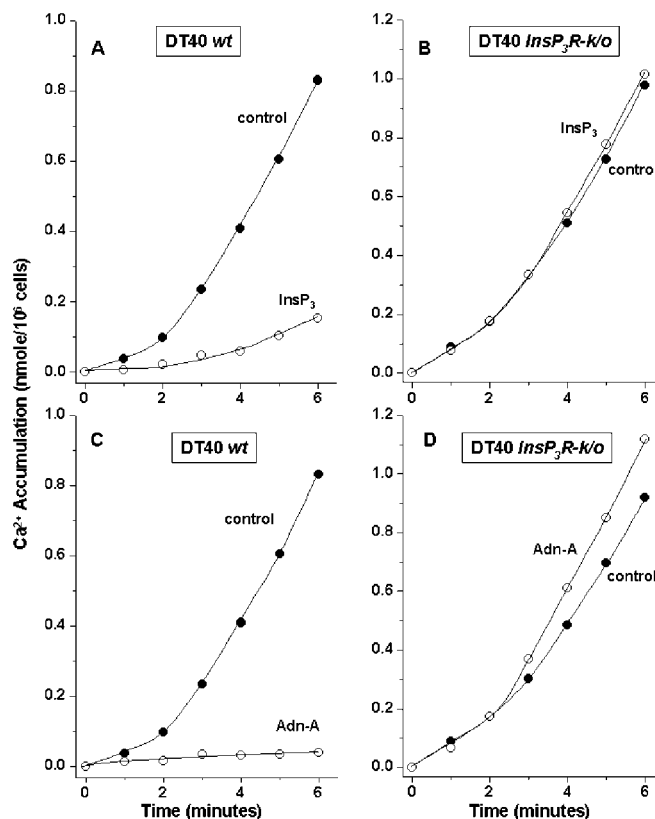 A
DT40 wt
control
InsP₃
1.0
0.8
0.6
0.4
0.2
0.0
0 2 4 6
B
DT40 InsP₃R-k/o
InsP₃
contro
1.0
0.8
0.6
0.4
0.2
0.0
0 2 4 6
Ca²⁺ Accumulation (nmole/10⁶ cells)
C
DT40 wt
control
Adn-A
1.0
0.8
0.6
0.4
0.2
0.0
0 2 4 6
Time (minutes)
D
DT40 InsP₃R-k/o
Adn-A
control
1.2
1.0
0.8
0.6
0.4
0.2
0.0
0 2 4 6
Time (minutes)